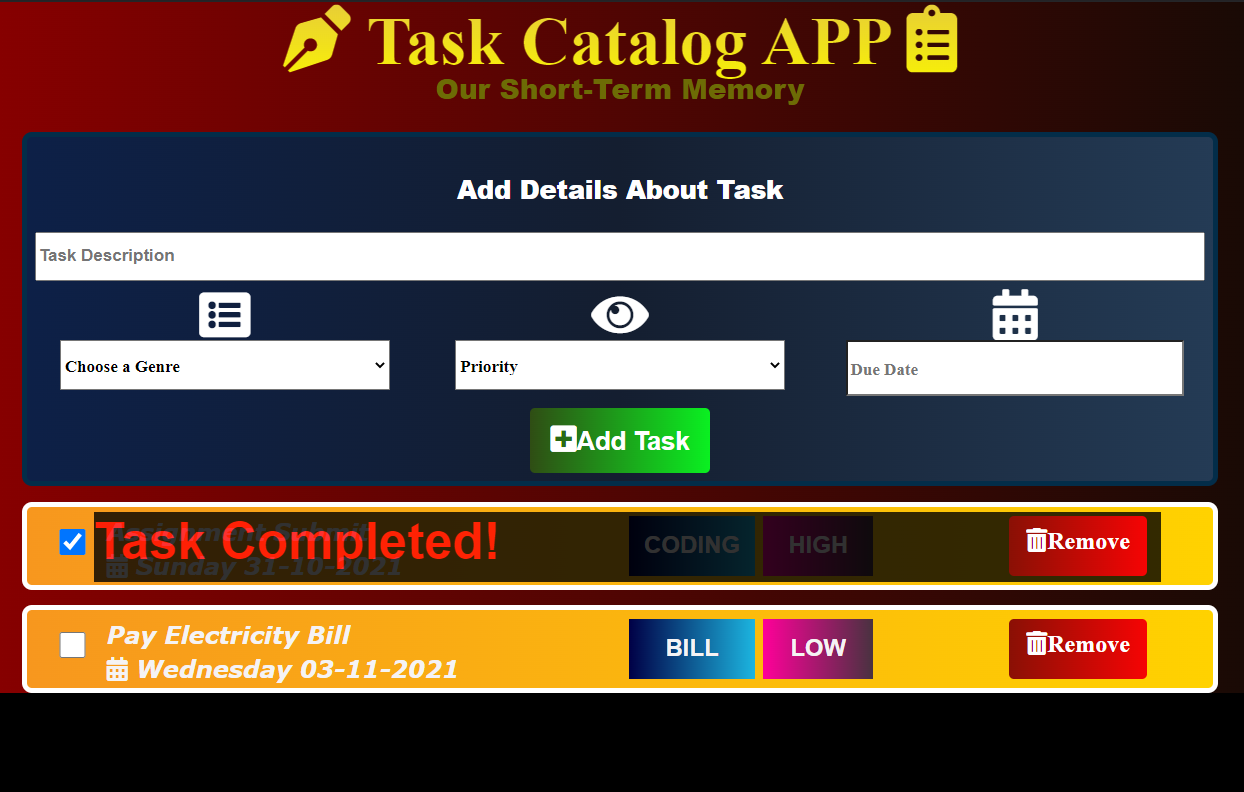 Task Catalog APP
Our Short-Term Memory
Add Details About Task
Task Description
Choose a Genre
Priority
Due Date
Add Task
Assignment Submit
Task Completed!
Sunday 31-10-2021
CODING
HIGH
Remove
Pay Electricity Bill
Wednesday 03-11-2021
BILL
LOW
Remove